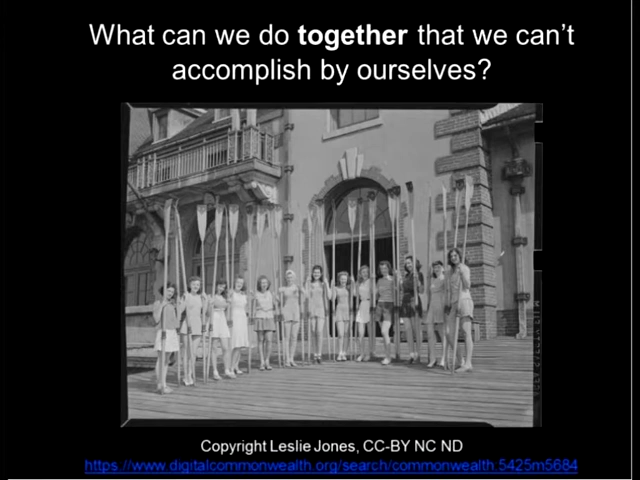 What can we do together that we can't
accomplish by ourselves?
Copyright Leslie Jones, CC-BY NC ND
https://www.digitalcommonwealth.org/search/commonwealth:5425m5684